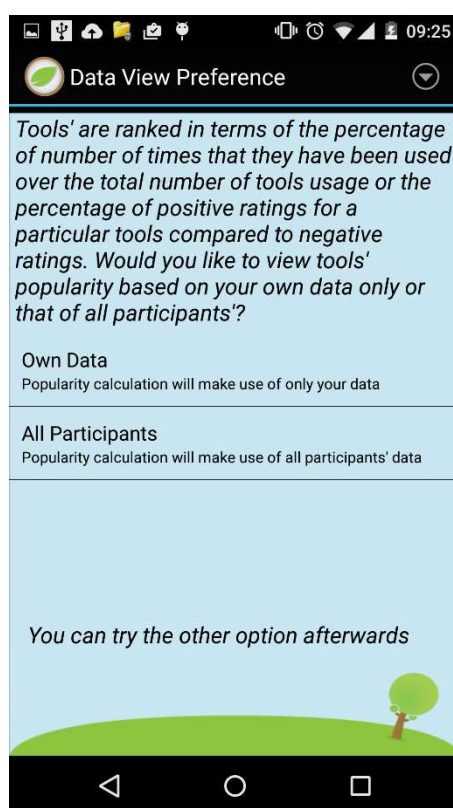 09:25
Data View Preference
Tools' are ranked in terms of the percentage
of number of times that they have been used
over the total number of tools usage or the
percentage of positive ratings for a
particular tools compared to negative
ratings. Would you like to view tools'
popularity based on your own data only or
that of all participants'?
Own Data
Popularity calculation will make use of only your data
All Participants
Popularity calculation will make use of all participants' data
You can try the other option afterwards